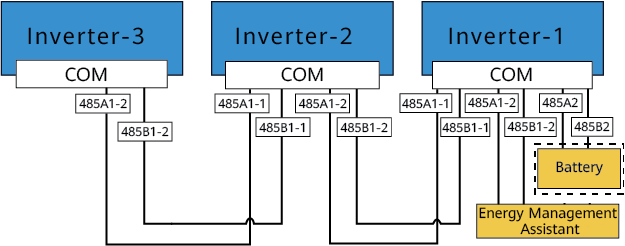 Inverter-3
Inverter-2
Inverter-1
COM
COM
COM
485A1-2
485B1-2
485A1-1
485B1-1
485A1-2
485B1-2
485A1-1
485B1-1
485A1-2
485B1-2
485A2
485B2
Battery
Energy Management
Assistant